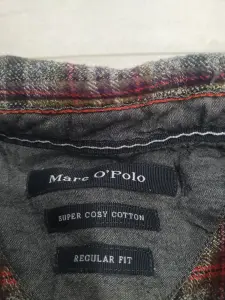 Marc O'Polo
SUPER COSY COTTON
REGULAR FIT